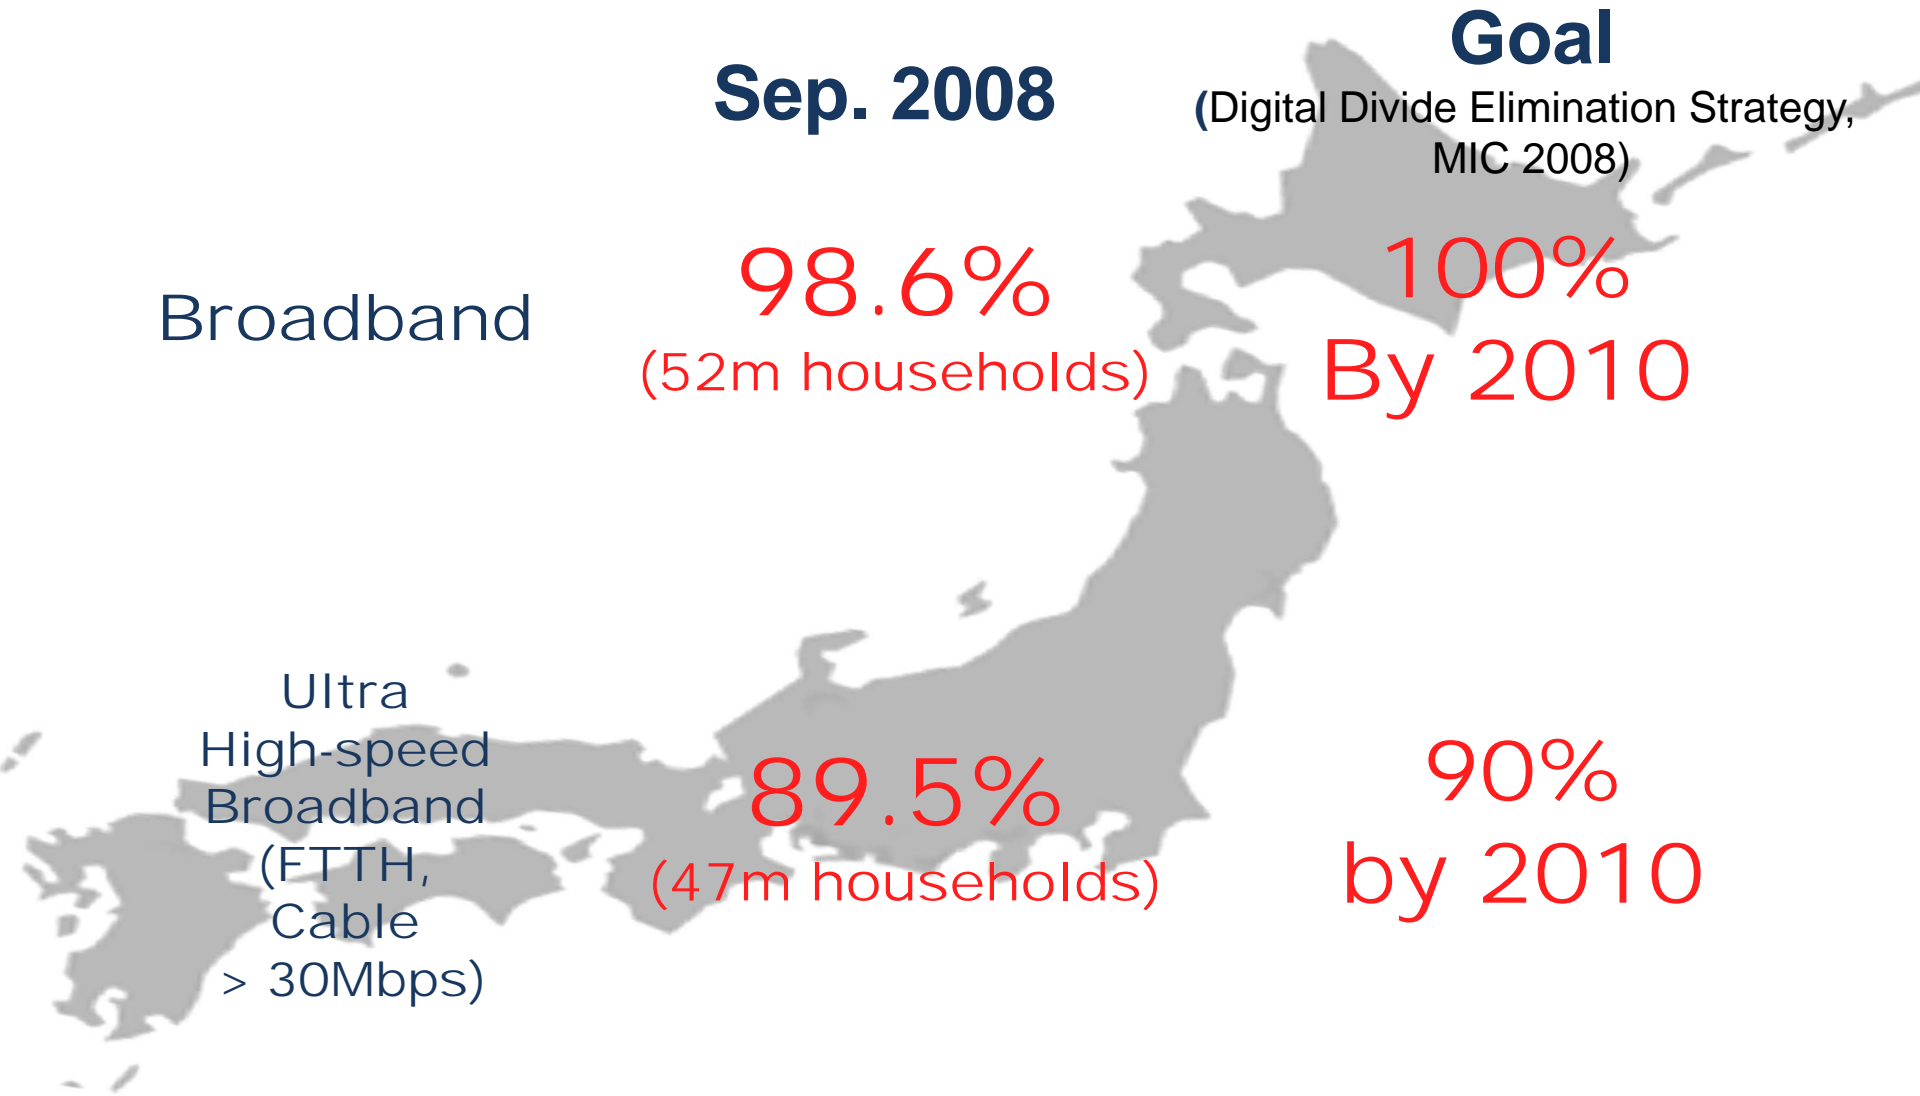 Sep. 2008
Goal
(Digital Divide Elimination Strategy,
MIC 2008)
Broadband
98.6%
(52m households)
100%
By 2010
Ultra
High-speed
Broadband
(FTTH,
Cable
> 30Mbps)
89.5%
(47m households)
90%
by 2010